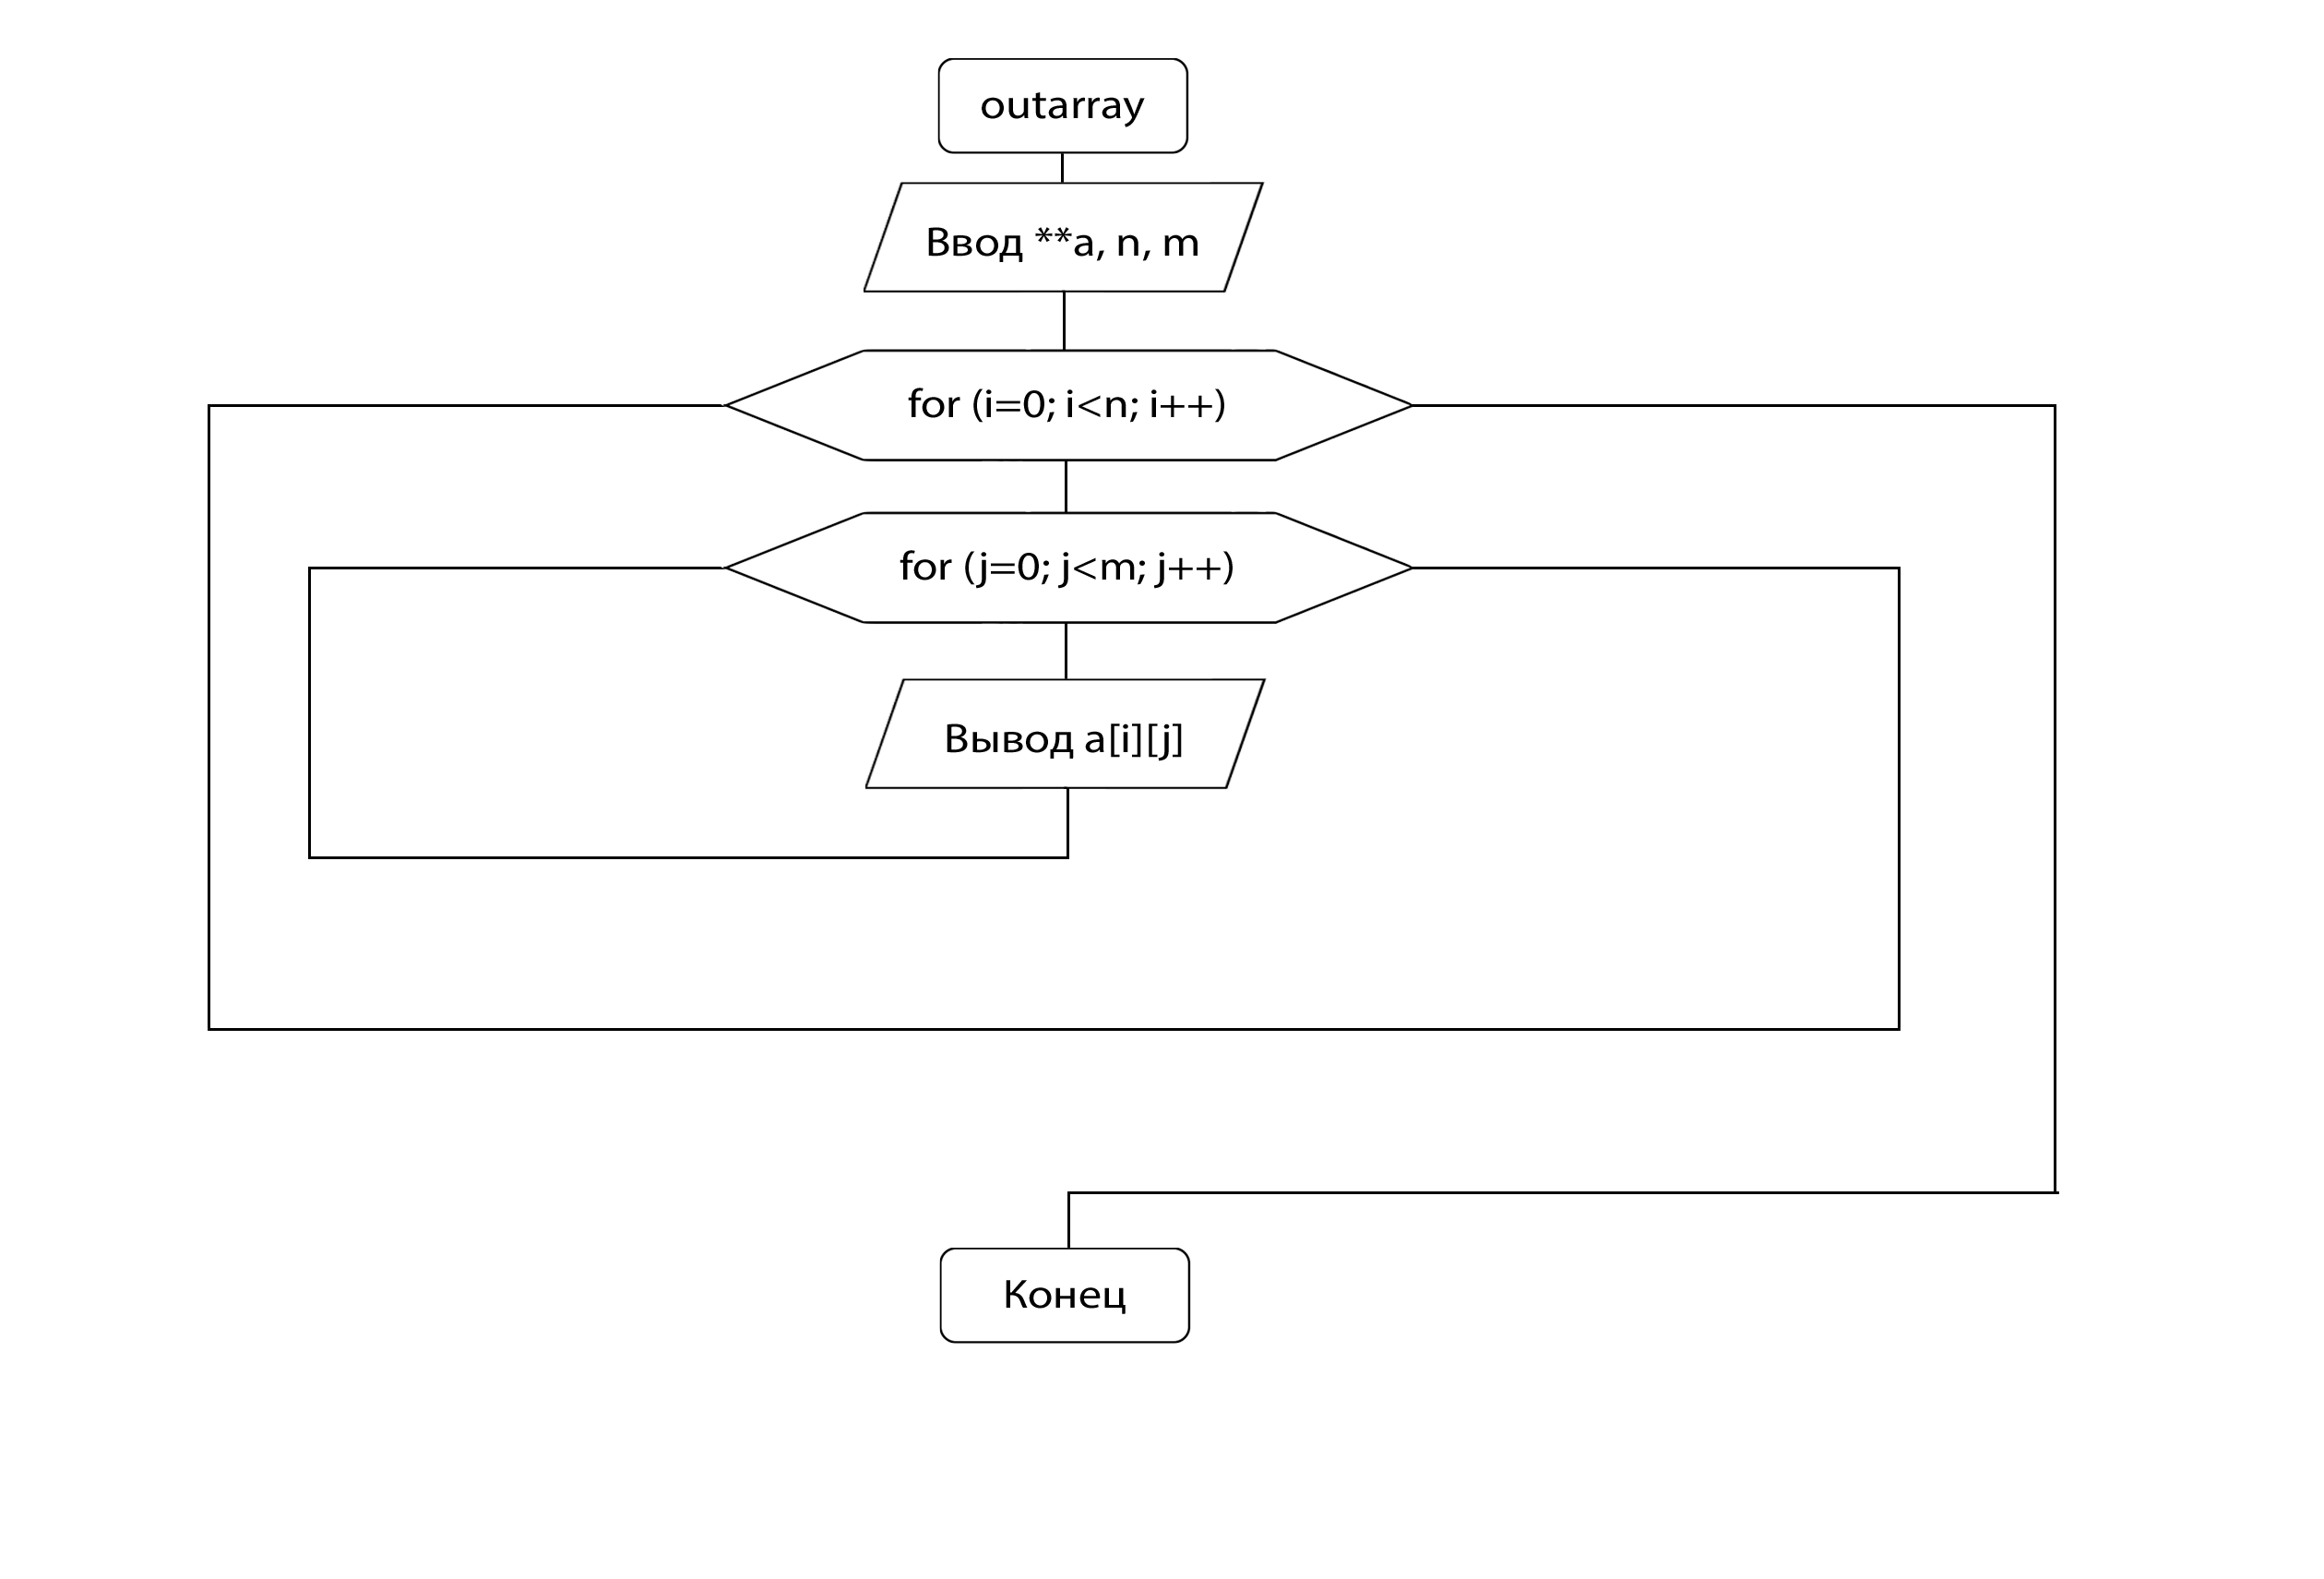 outarray
Ввод **a, n, m
for (i=0; i<n; i++)
for (j=0; j<m; j++)
Вывод a[i][j]
Конец